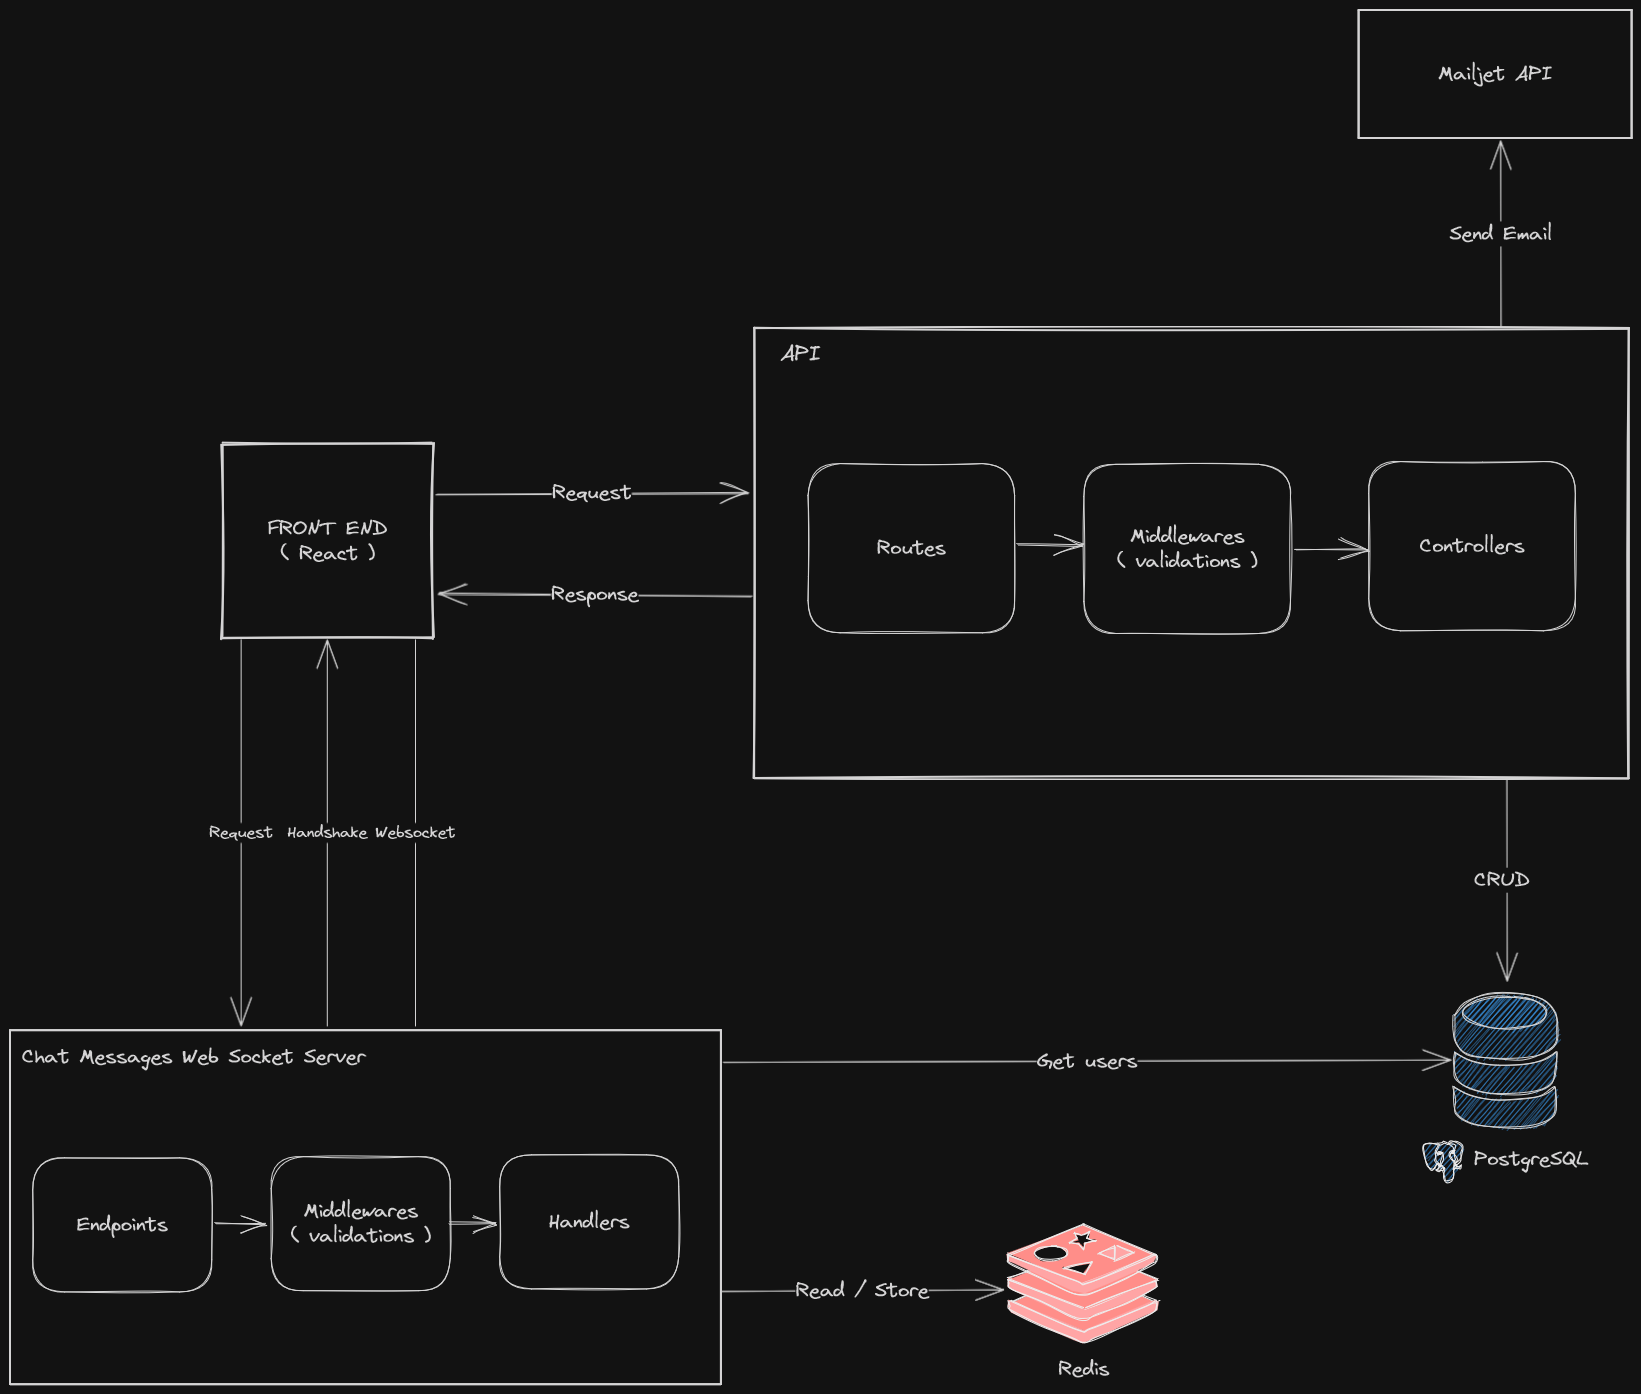 Mailjet API
Send Email
API
FRONT END
( React )
Request
Response
Routes
Middlewares
( validations )
Controllers
Request
Handshake
Websocket
CRUD
Chat Messages Web Socket Server
Get users
PostgreSQL
Endpoints
Middlewares
( validations )
Handlers
Read / Store
Redis